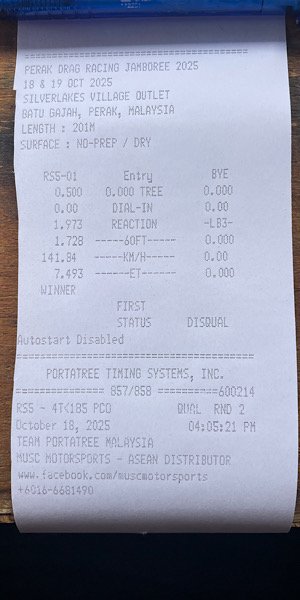 ==========================================
PERAK DRAG RACING JAMBOREE 2025
18 & 19 OCT 2025
SILVERLAKES VILLAGE OUTLET
BATU GAJAH, PERAK, MALAYSIA
LENGTH : 201M
SURFACE : NO-PREP / DRY
RS5-01 Entry BYE
0.500 0.000 TREE 0.000
0.00 DIAL-IN 0.00
1.973 REACTION -LB3-
1.728 ------60FT------ 0.000
141.84 ------KM/H------ 0.00
7.493 -------ET------- 0.000
WINNER
FIRST
STATUS DISQUAL
Autostart Disabled
==========================================
PORTATREE TIMING SYSTEMS, INC.
=============== 857/858 ===========600214
RS5 - 4T<185 PCD QUAL RND 2
October 18, 2025 04:05:21 PM
TEAM PORTATREE MALAYSIA
MUSC MOTORSPORTS - ASEAN DISTRIBUTOR
www.facebook.com/muscmotorsports
+6016-6681490